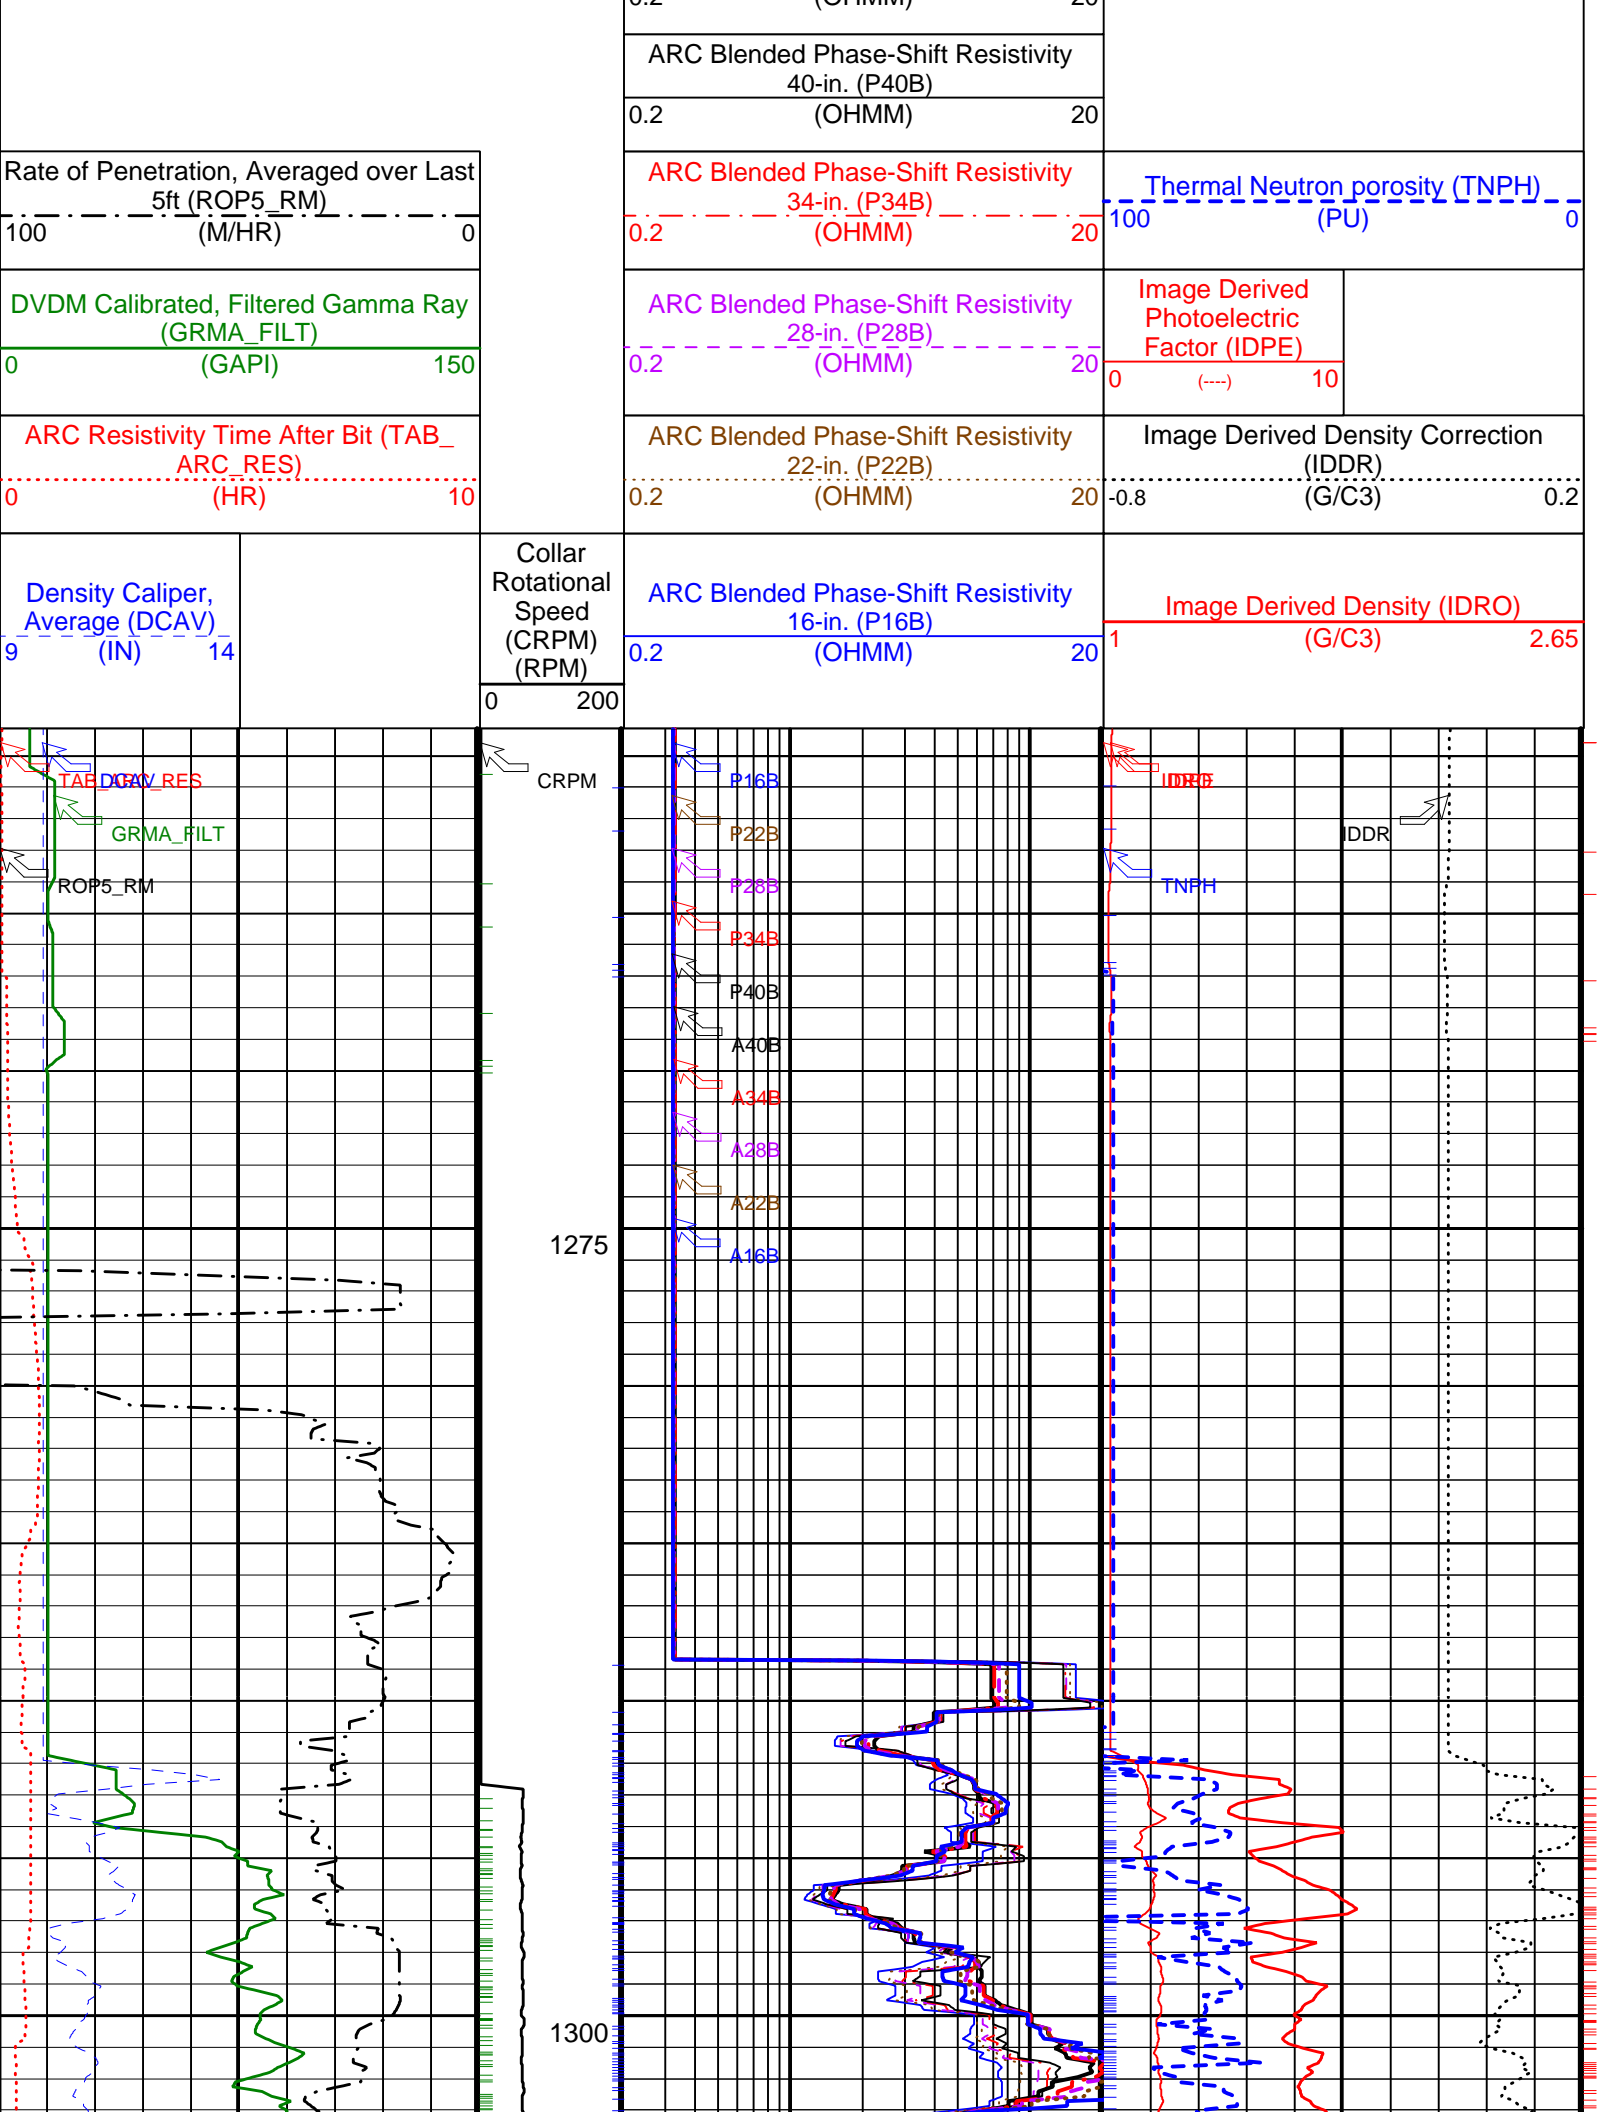 0.2 (OHMM) 20
ARC Blended Phase-Shift Resistivity
40-in. (P40B)
0.2 (OHMM) 20
Rate of Penetration, Averaged over Last
5ft (ROP5_RM)
100 (M/HR) 0
ARC Blended Phase-Shift Resistivity
34-in. (P34B)
0.2 (OHMM) 20
Thermal Neutron porosity (TNPH)
100 (PU) 0
DVDM Calibrated, Filtered Gamma Ray
(GRMA_FILT)
0 (GAPI) 150
ARC Blended Phase-Shift Resistivity
28-in. (P28B)
0.2 (OHMM) 20
Image Derived
Photoelectric
Factor (IDPE)
0 (----) 10
ARC Resistivity Time After Bit (TAB_
ARC_RES)
0 (HR) 10
ARC Blended Phase-Shift Resistivity
22-in. (P22B)
0.2 (OHMM) 20
Image Derived Density Correction
(IDDR)
-0.8 (G/C3) 0.2
Density Caliper,
Average (DCAV)
9 (IN) 14
Collar
Rotational
Speed
(CRPM)
(RPM)
0 200
ARC Blended Phase-Shift Resistivity
16-in. (P16B)
0.2 (OHMM) 20
Image Derived Density (IDRO)
1 (G/C3) 2.65
TAB_ARC_RES
DCAV
GRMA_FILT
ROP5_RM
CRPM
P16B
P22B
P28B
P34B
P40B
A40B
A34B
A28B
A22B
A16B
IDDR
TNPH
1275
1300